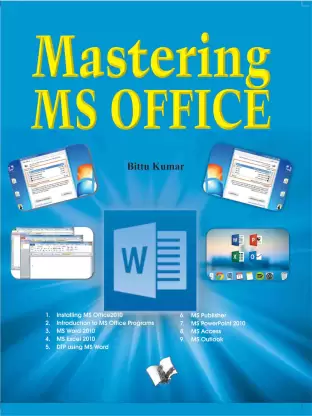 Mastering
MS OFFICE
Bittu Kumar
W
1. Installing MS Office2010
2. Introduction to MS Office Programs
3. MS Word 2010
4. MS Excel 2010
5. DTP using MS Word
6. MS Publisher
7. MS PowerPoint 2010
8. MS Access
9. MS Outlook